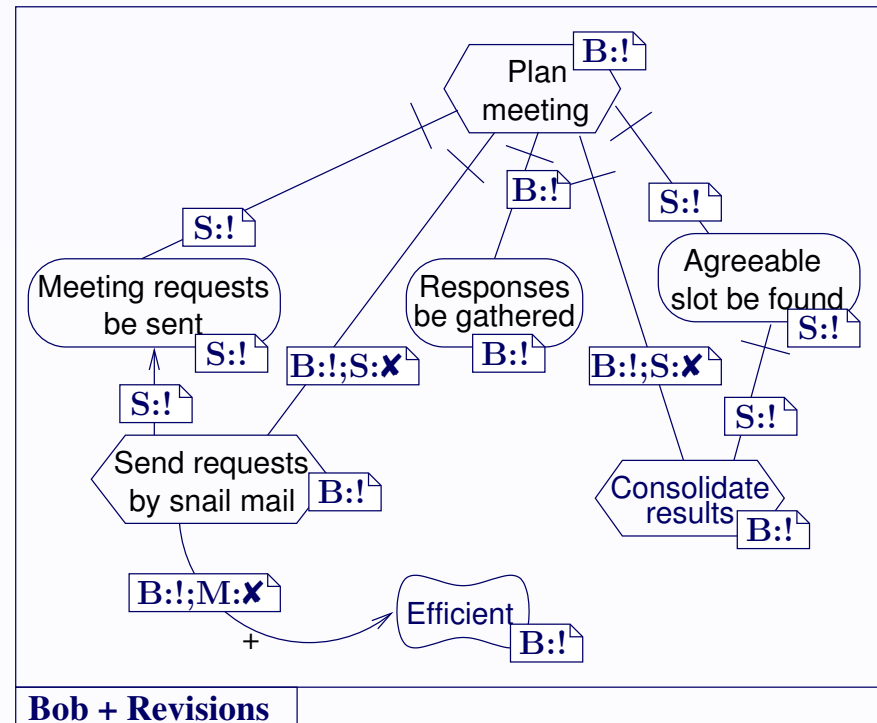 B:!
Plan
meeting
B:!
S:!
S:!
Meeting requests
be sent
S:!
Responses
be gathered
B:!
Agreeable
slot be found
S:!
B:!;S:✘
B:!;S:✘
S:!
S:!
Send requests
by snail mail
B:!
Consolidate
results
B:!
B:!;M:✘
+
Efficient
B:!
Bob + Revisions